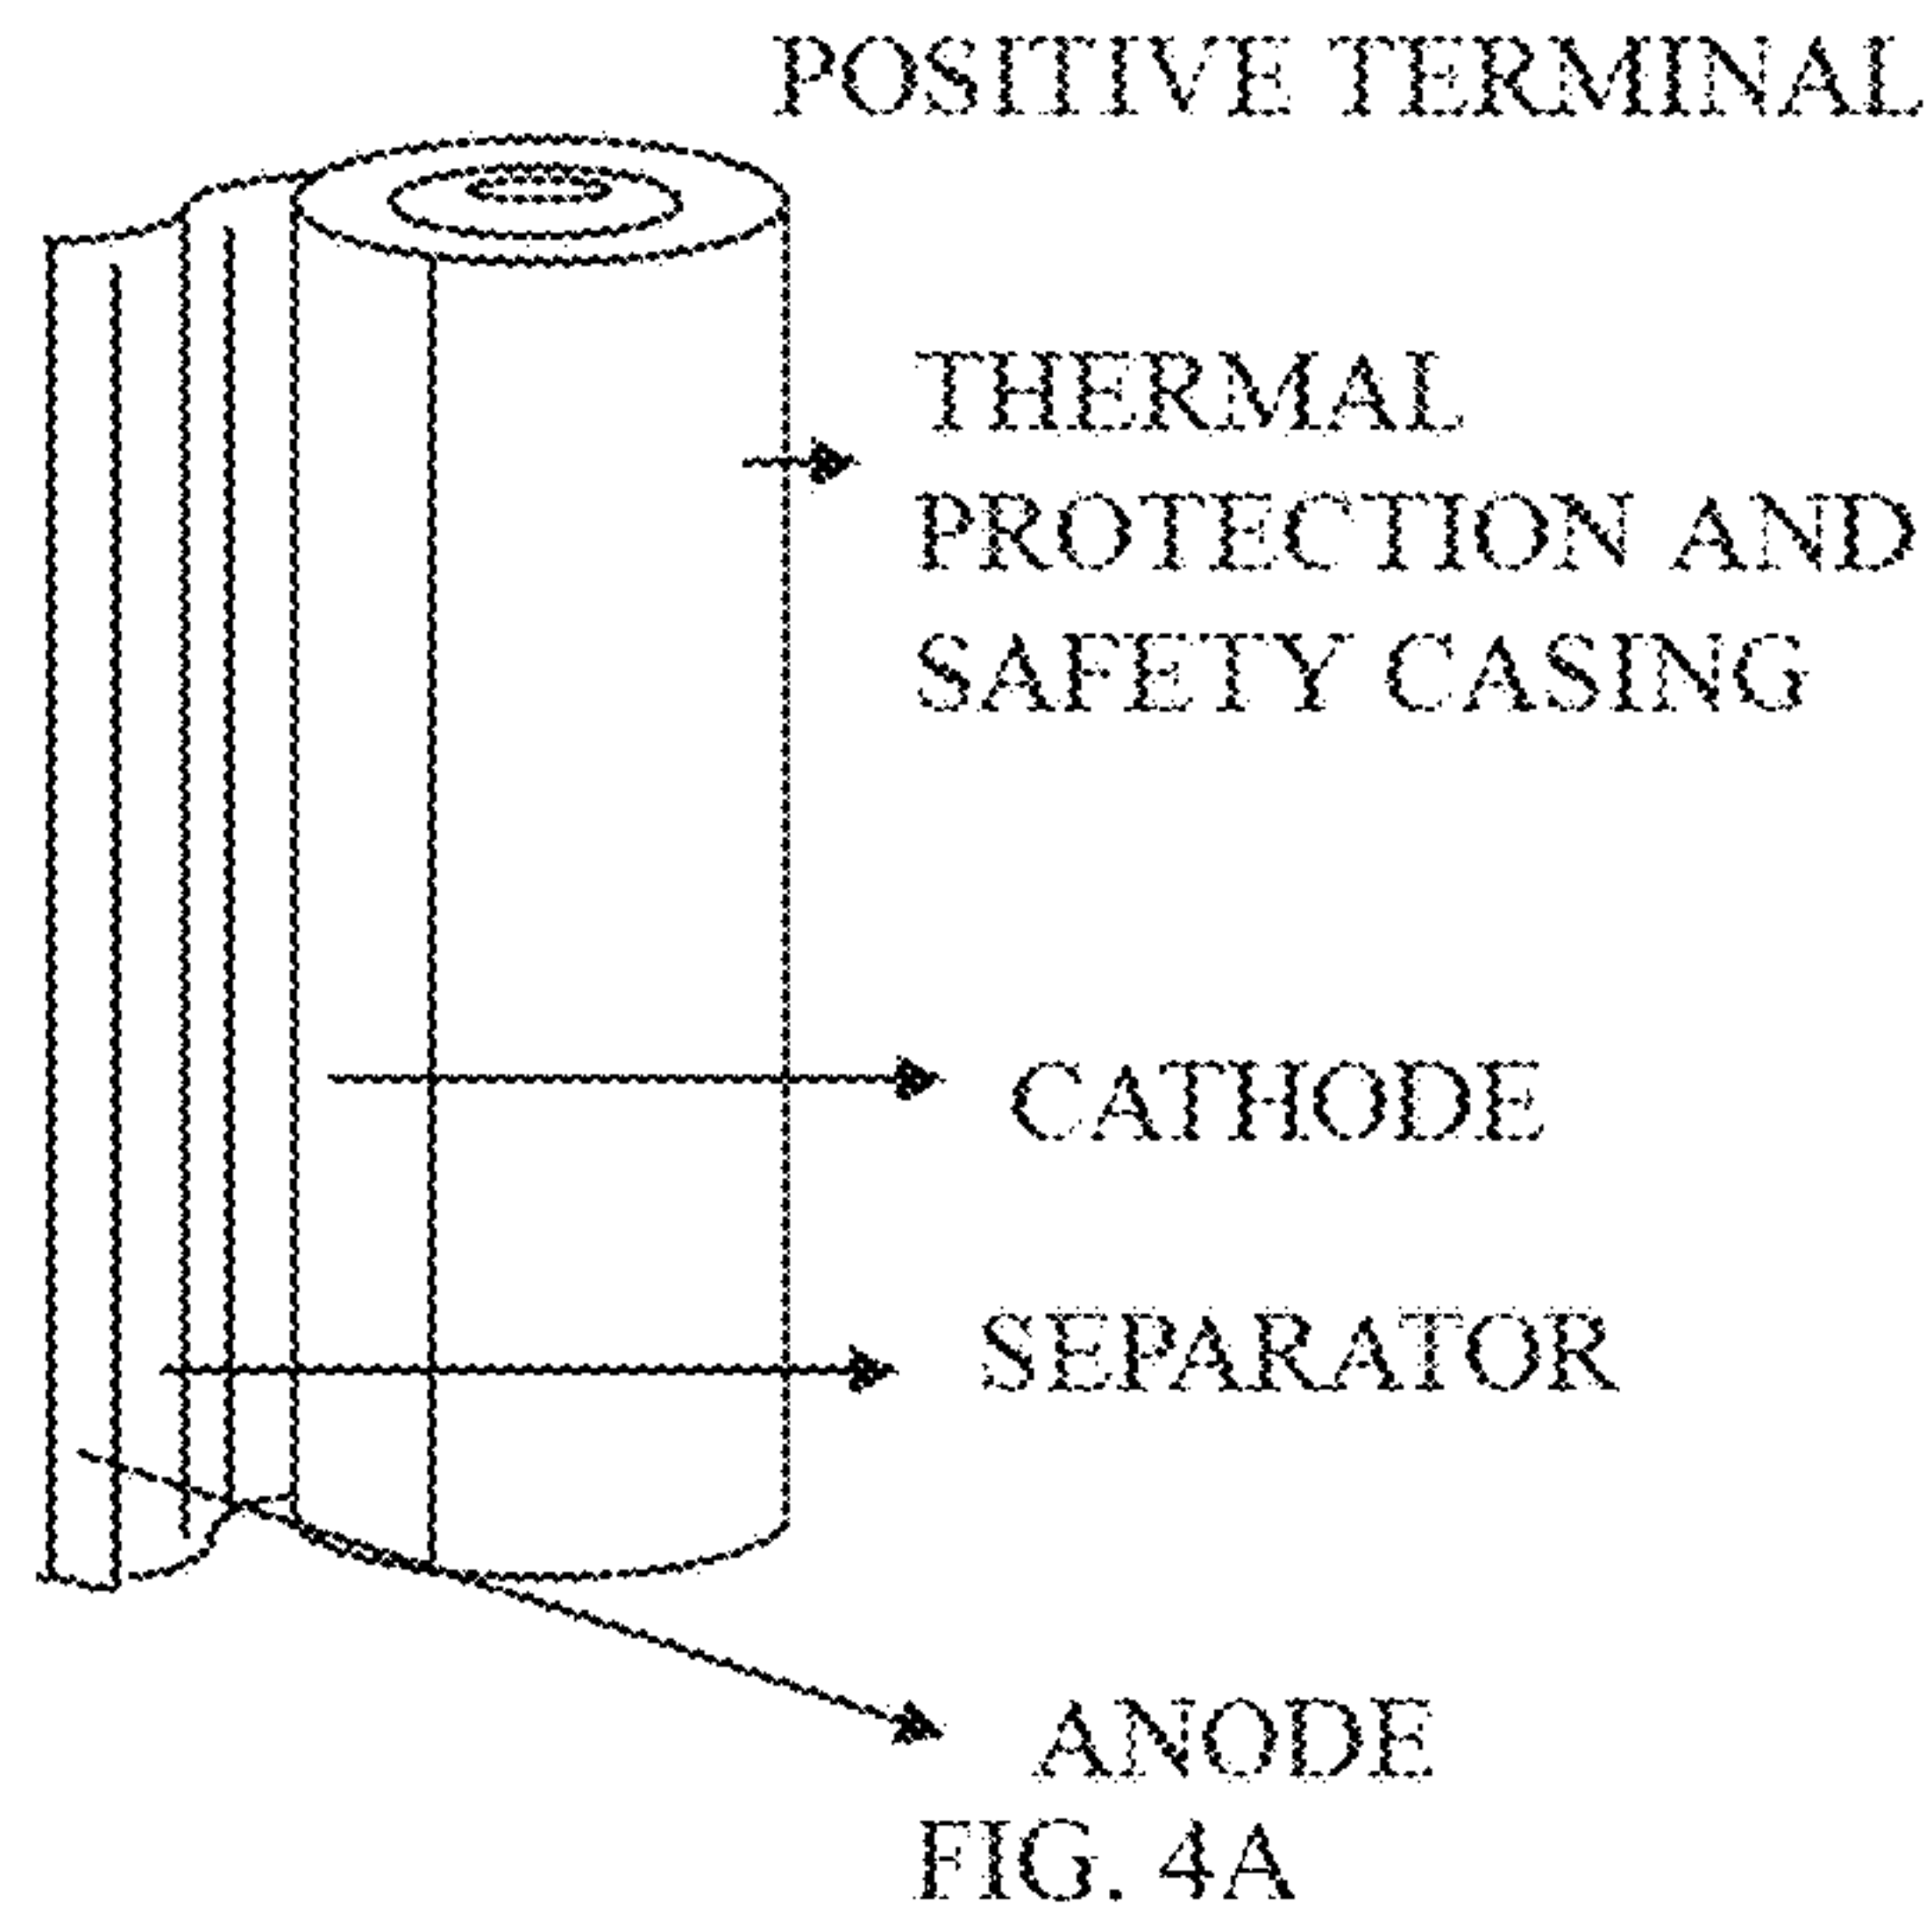 POSITIVE TERMINAL
THERMAL
PROTECTION AND
SAFETY CASING
CATHODE
SEPARATOR
ANODE
FIG. 4A